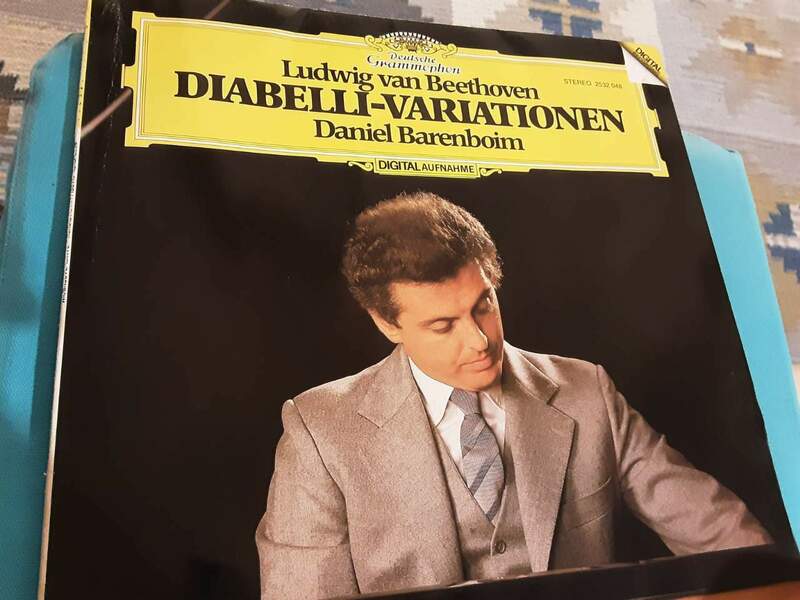 Deutsche
Grammophon
DIGITAL
STEREO 2532 048
Ludwig van Beethoven
DIABELLI-VARIATIONEN
Daniel Barenboim
DIGITAL AUFNAHME